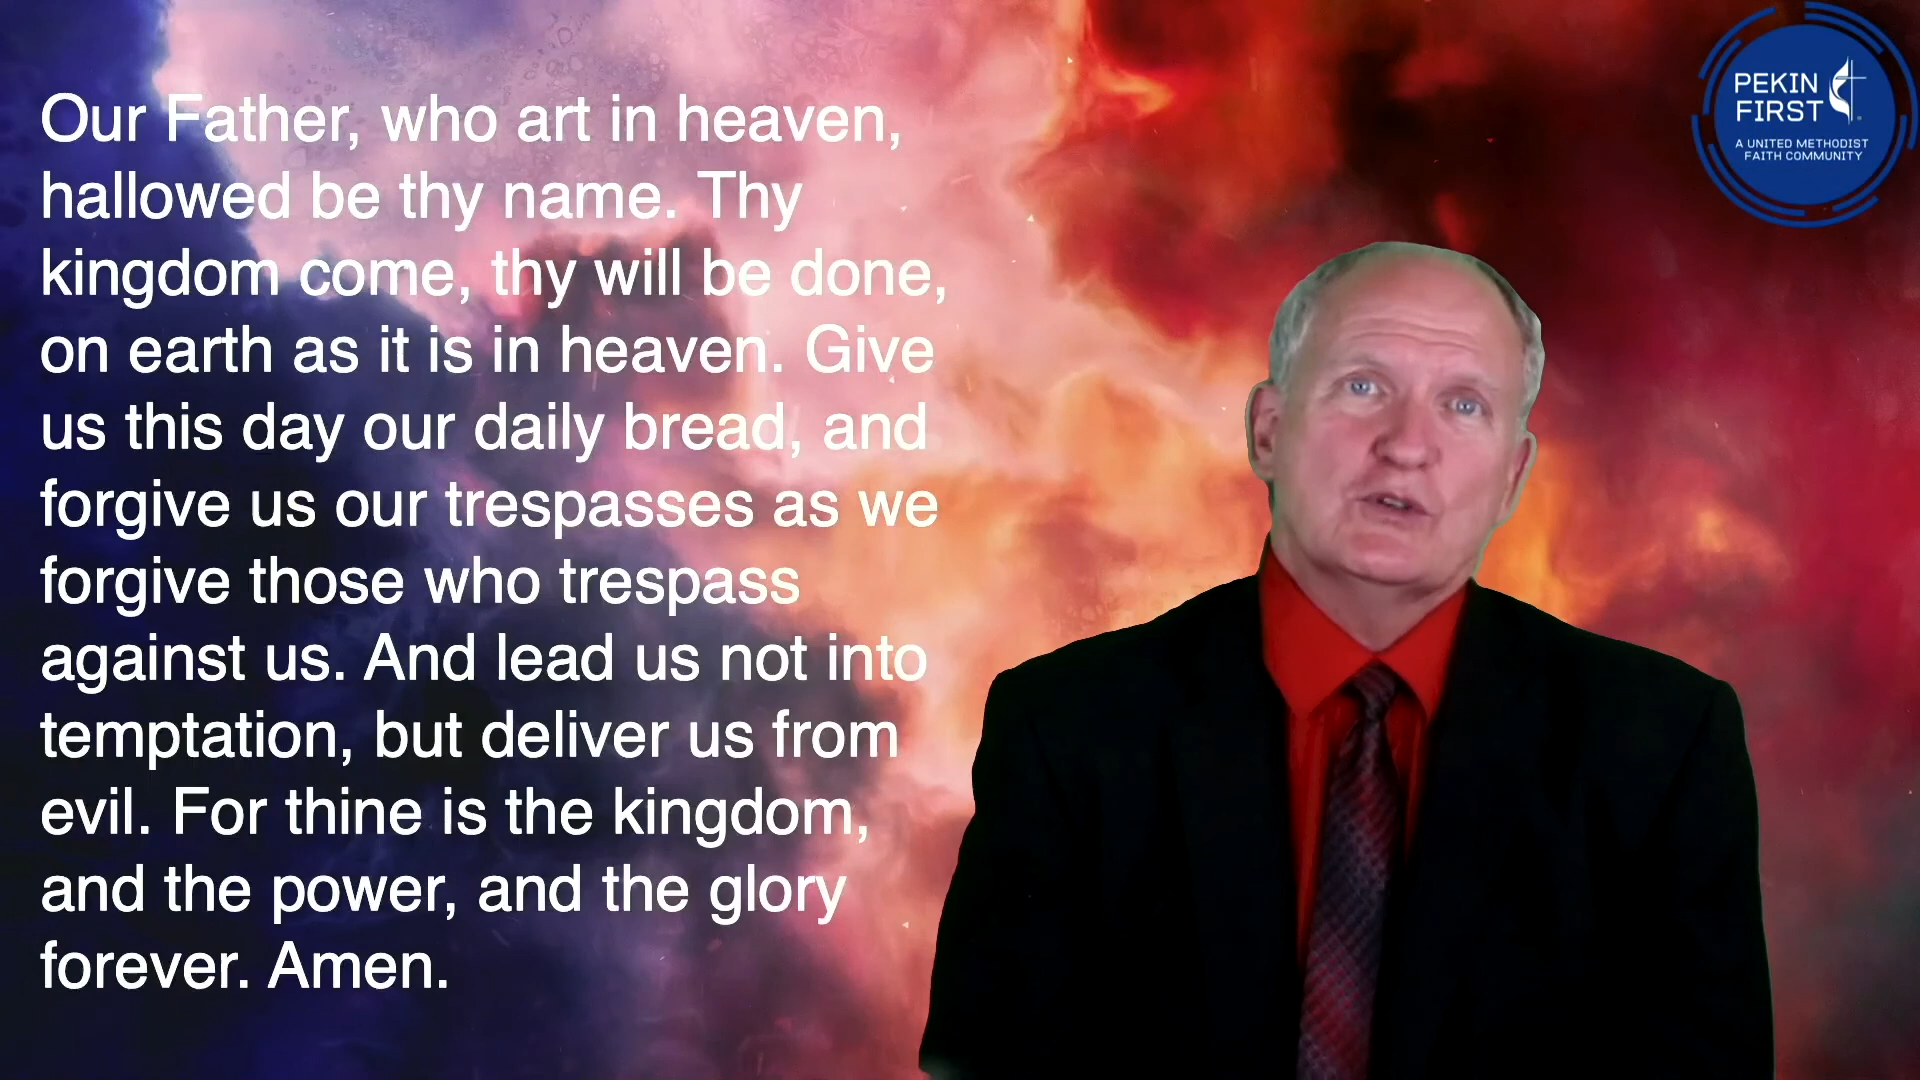 Our Father, who art in heaven,
hallowed be thy name. Thy
kingdom come, thy will be done,
on earth as it is in heaven. Give
us this day our daily bread, and
forgive us our trespasses as we
forgive those who trespass
against us. And lead us not into
temptation, but deliver us from
evil. For thine is the kingdom,
and the power, and the glory
forever. Amen.
PEKIN
FIRST
A UNITED METHODIST
FAITH COMMUNITY